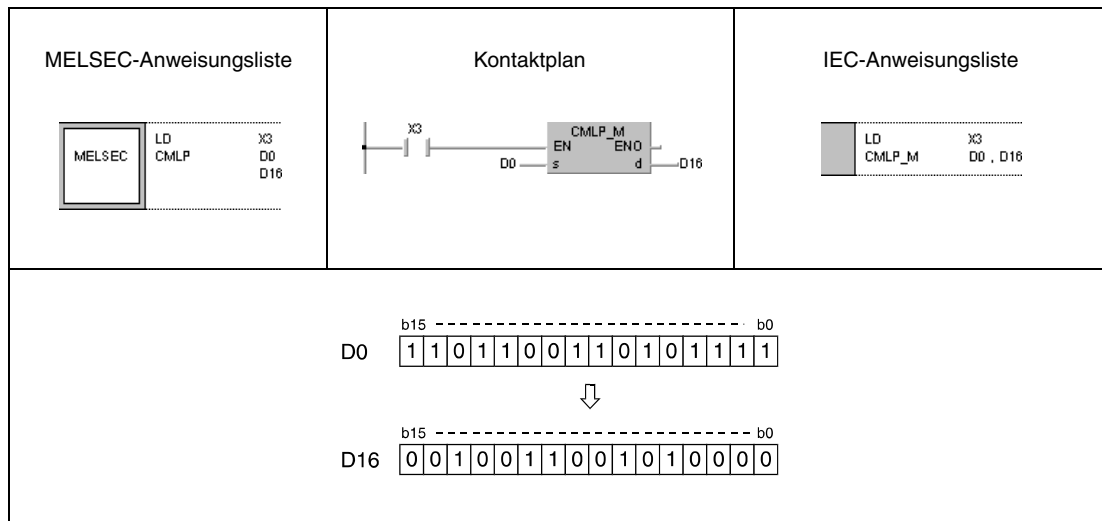 MELSEC-Anweisungsliste
MELSEC
LD X3
CMLP D0
D16
Kontaktplan
X3
CMLP_M
EN ENO
D0 s d D16
IEC-Anweisungsliste
LD X3
CMLP_M D0 , D16
b15 b0
D0 1 1 0 1 1 0 0 1 1 0 1 0 1 1 1 1
b15 b0
D16 0 0 1 0 0 1 1 0 0 1 0 1 0 0 0 0